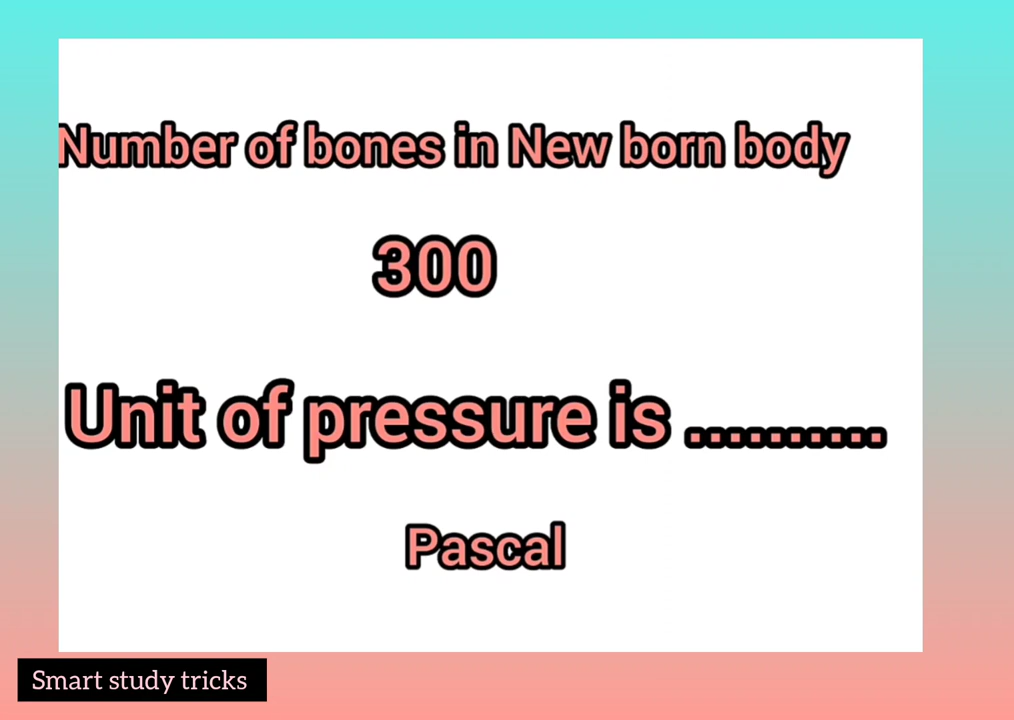 Number of bones in New born body
300
Unit of pressure is ..........
Pascal
Smart study tricks